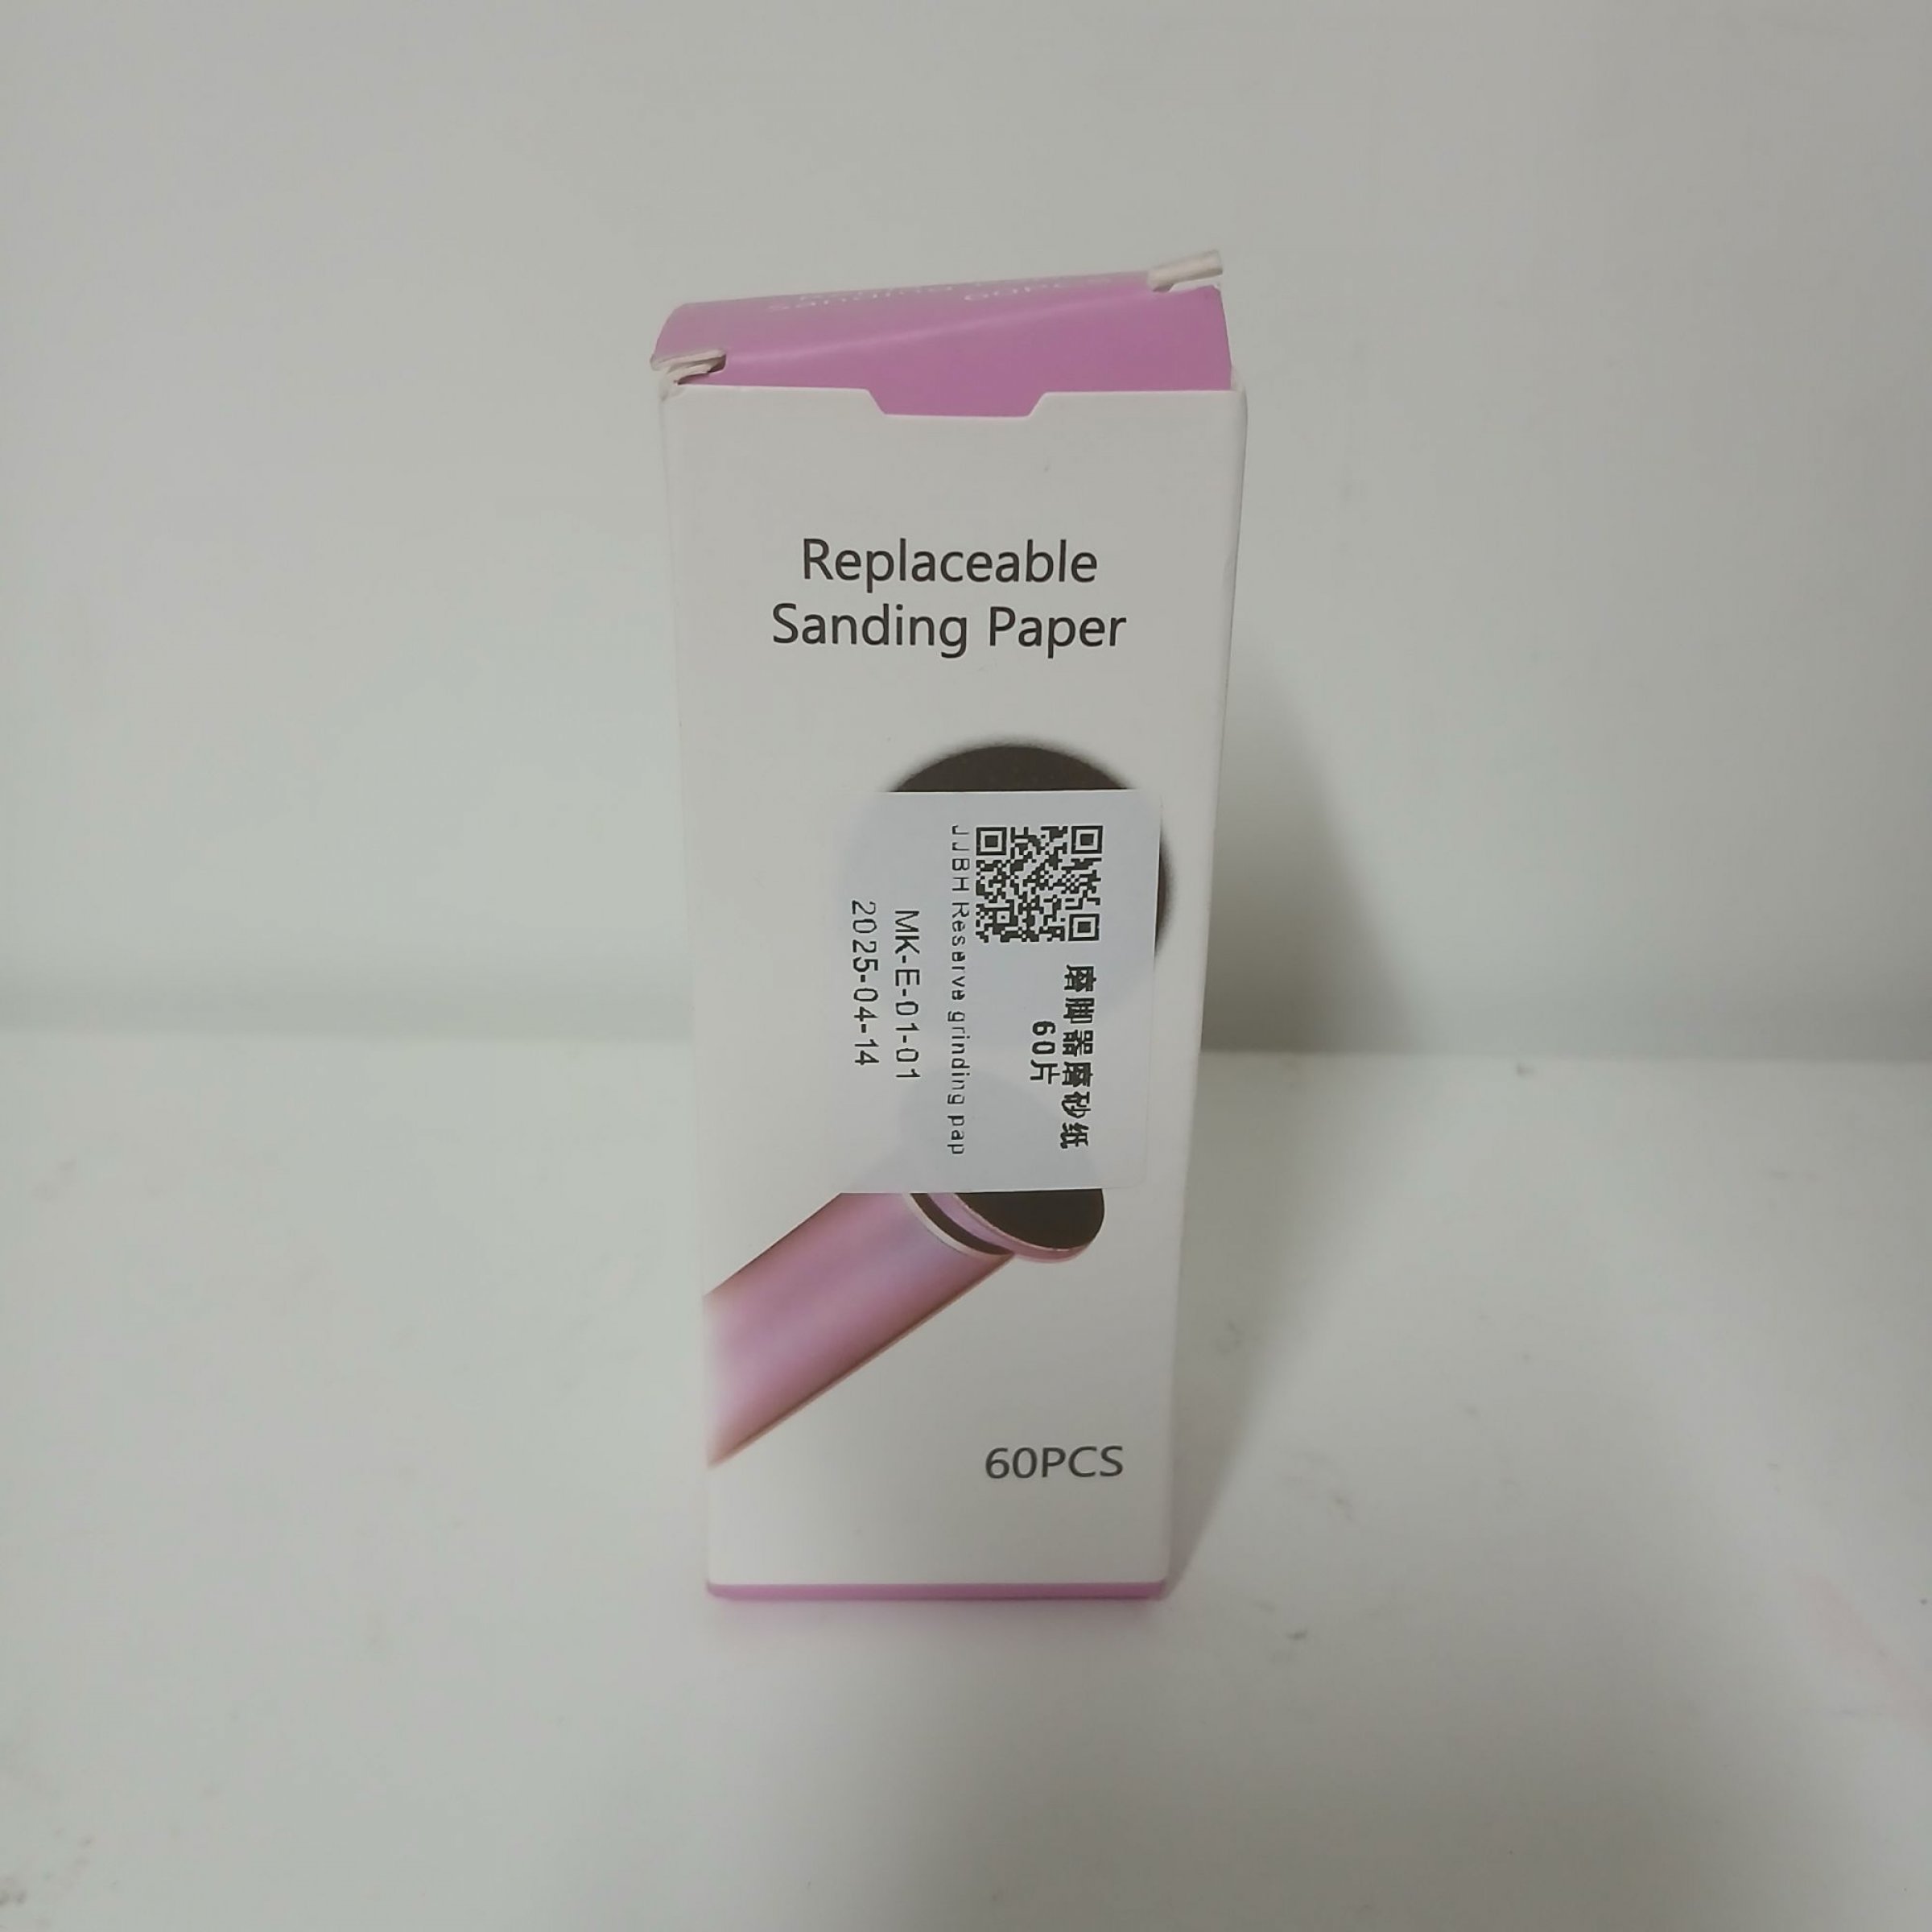 Replaceable
Sanding Paper
磨脚器磨砂纸
60片
JJBH Reserve grinding pap
MK-E-01-01
2025-04-14
60PCS